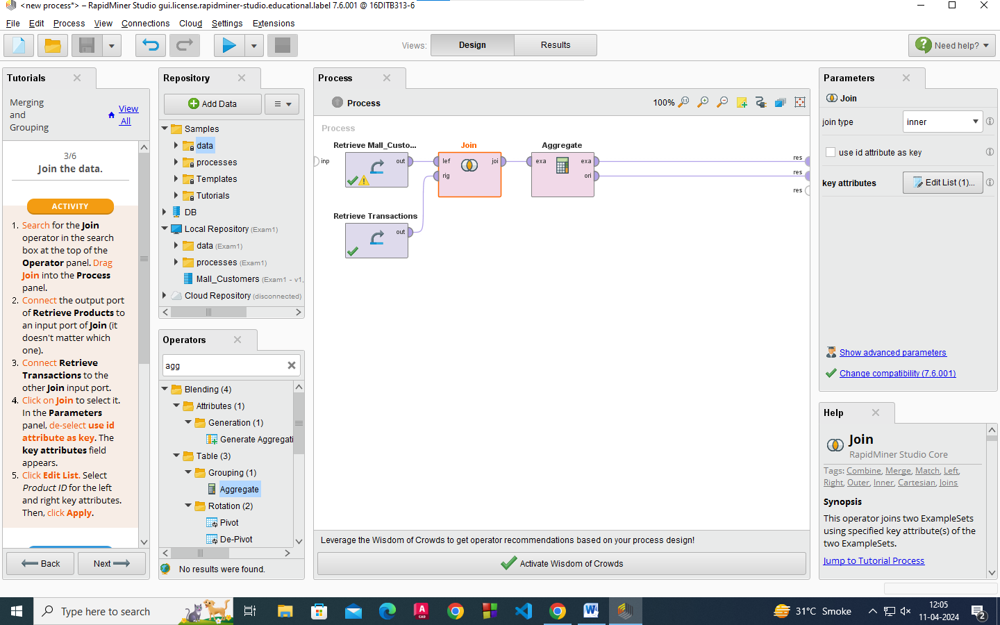 <new process*> – RapidMiner Studio gui.license.rapidminer-studio.educational.label 7.6.001 @ 16DITB313-6
File Edit Process View Connections Cloud Settings Extensions
Views: Design Results Need help?
Tutorials
Merging
and
Grouping
View
All
3/6
Join the data.
ACTIVITY
1. Search for the Join
operator in the search
box at the top of the
Operator panel. Drag
Join into the Process
panel.
2. Connect the output port
of Retrieve Products to
an input port of Join (it
doesn't matter which
one).
3. Connect Retrieve
Transactions to the
other Join input port.
4. Click on Join to select it.
In the Parameters
panel, de-select use id
attribute as key. The
key attributes field
appears.
5. Click Edit List. Select
Product ID for the left
and right key attributes.
Then, click Apply.
Back Next
Repository
Add Data
Samples
data
processes
Templates
Tutorials
DB
Local Repository (Exam1)
data (Exam1)
processes (Exam1)
Mall_Customers (Exam1 - v1,
Cloud Repository (disconnected)
Operators
agg
Blending (4)
Attributes (1)
Generation (1)
Generate Aggregati
Table (3)
Grouping (1)
Aggregate
Rotation (2)
Pivot
De-Pivot
No results were found.
Process
Process
100%
Process
Retrieve Mall_Custo... Join Aggregate
inp out lef joi exa exa res
rig ori res
res
Retrieve Transactions
out
Leverage the Wisdom of Crowds to get operator recommendations based on your process design!
Activate Wisdom of Crowds
Parameters
Join
join type inner
use id attribute as key
key attributes Edit List (1)...
Show advanced parameters
Change compatibility (7.6.001)
Help
Join
RapidMiner Studio Core
Tags: Combine, Merge, Match, Left,
Right, Outer, Inner, Cartesian, Joins
Synopsis
This operator joins two ExampleSets
using specified key attribute(s) of the
two ExampleSets.
Jump to Tutorial Process
Type here to search
31°C Smoke
12:05
11-04-2024
2